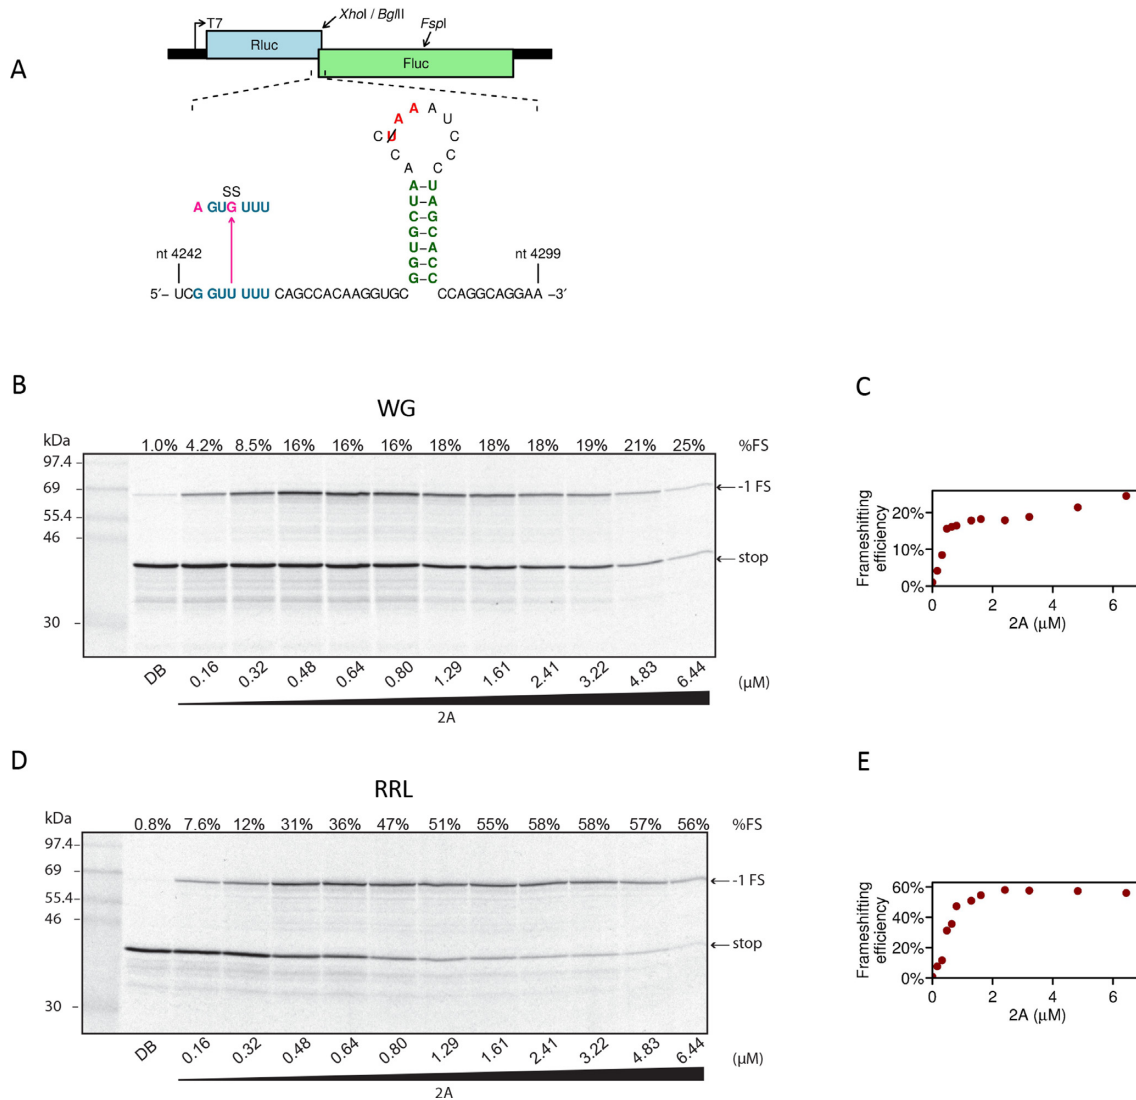 A
T7
XhoI / BglII
FspI
Rluc
Fluc
A A A U
C U C
C C
A C
SS
A GUG UUU
A–U
U–A
C–G
G–C
U–A
G–C
G–C
nt 4242
nt 4299
5′– UCG GUUUUU CAGCCACAAGGUGC CCAGGCAGGAA –3′
B
WG
kDa
1.0% 4.2% 8.5% 16% 16% 16% 18% 18% 18% 19% 21% 25% %FS
97.4
69
-1 FS
55.4
46
stop
30
DB 0.16 0.32 0.48 0.64 0.80 1.29 1.61 2.41 3.22 4.83 6.44 (μM)
2A
C
Frameshifting
efficiency
20%
10%
0%
0 2 4 6
2A (μM)
D
RRL
kDa
0.8% 7.6% 12% 31% 36% 47% 51% 55% 58% 58% 57% 56% %FS
97.4
69
-1 FS
55.4
46
stop
30
DB 0.16 0.32 0.48 0.64 0.80 1.29 1.61 2.41 3.22 4.83 6.44 (μM)
2A
E
Frameshifting
efficiency
60%
40%
20%
0%
0 2 4 6
2A (μM)